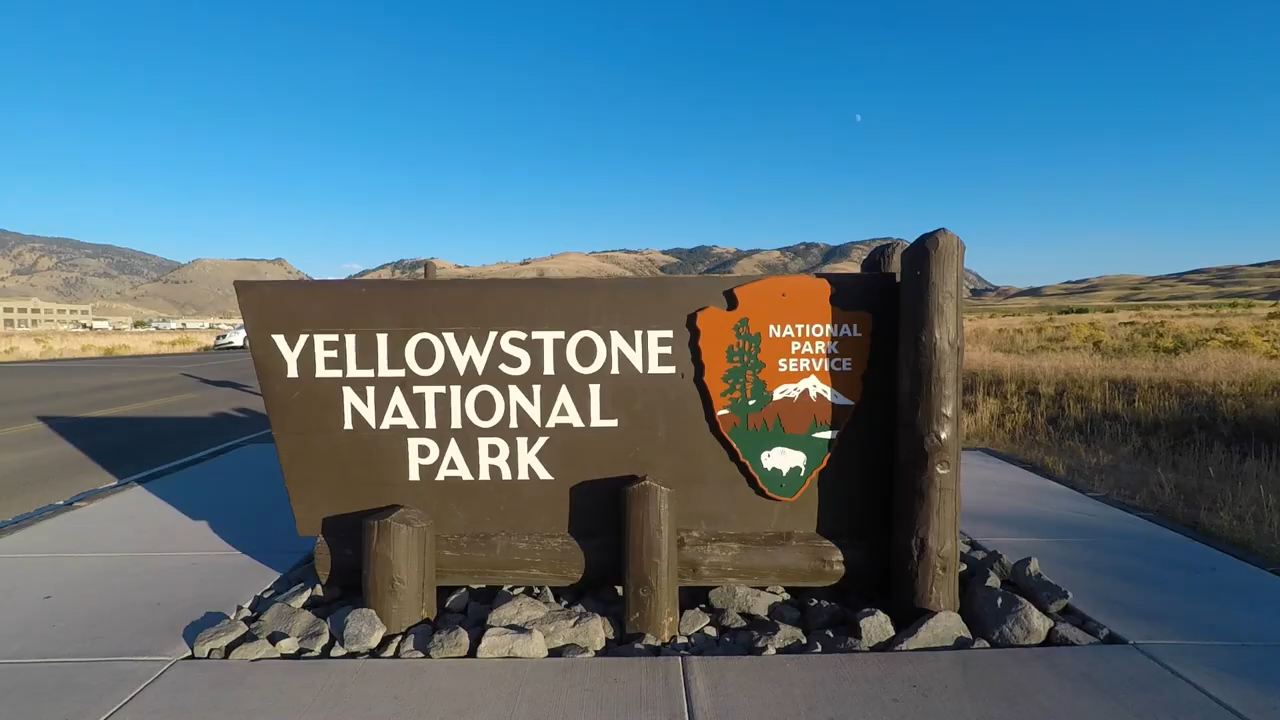 YELLOWSTONE
NATIONAL
PARK
NATIONAL
PARK
SERVICE